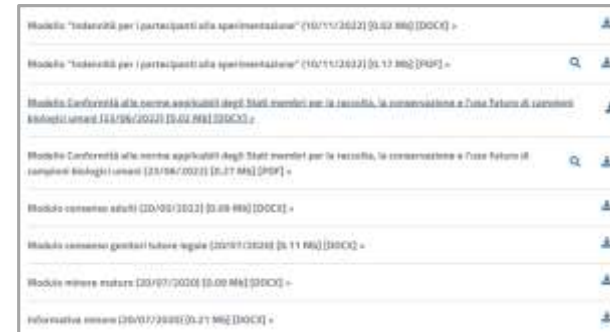 Modello "Indennità per i partecipanti alla sperimentazione" (10/11/2022) [0.02 Mb] [DOCX] »
Modello "Indennità per i partecipanti alla sperimentazione" (10/11/2022) [0.17 Mb] [PDF] »
Modello Conformità alle norme applicabili degli Stati membri per la raccolta, la conservazione e l'uso futuro di campioni
biologici umani (23/06/2022) [0.02 Mb] [DOCX] »
Modello Conformità alle norme applicabili degli Stati membri per la raccolta, la conservazione e l'uso futuro di
campioni biologici umani (23/06/2022) [0.27 Mb] [PDF] »
Modulo consenso adulti [0.09 Mb] [DOCX] »
Modulo consenso genitori tutore legale (20/07/2020) [0.11 Mb] [DOCX] »
Modulo minore maturo (20/07/2020) [0.09 Mb] [DOCX] »
Informativa minore (20/07/2020) [0.21 Mb] [DOCX] »